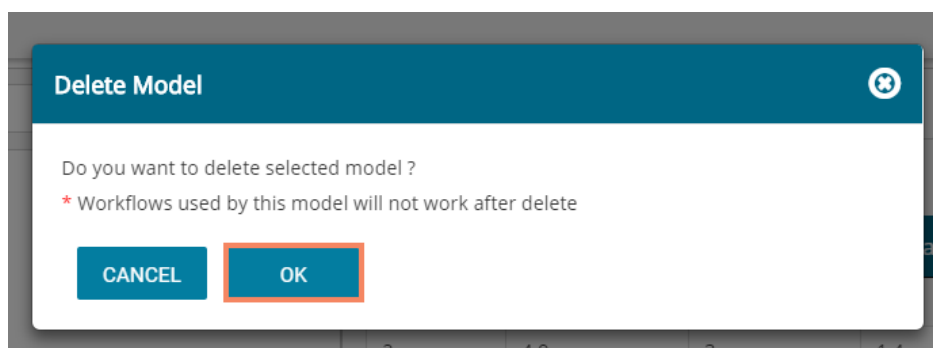 Delete Model
Do you want to delete selected model ?
* Workflows used by this model will not work after delete
CANCEL OK